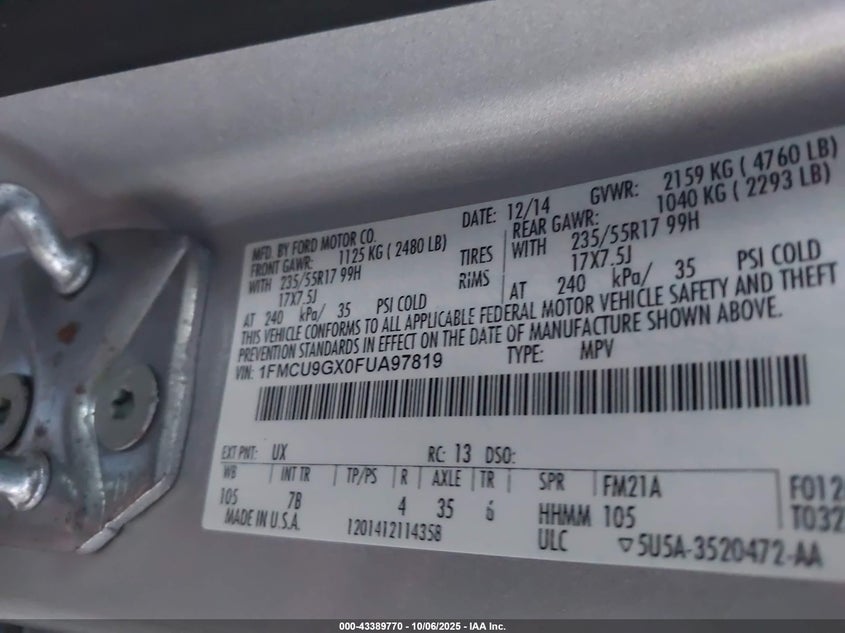 MFD. BY FORD MOTOR CO.
DATE: 12/14
GVWR: 2159 KG ( 4760 LB)
FRONT GAWR: 1125 KG ( 2480 LB)
REAR GAWR: 1040 KG ( 2293 LB)
WITH 235/55R17 99H
TIRES
WITH 235/55R17 99H
17X7.5J
RIMS
17X7.5J
AT 240 kPa/ 35 PSI COLD
AT 240 kPa/ 35 PSI COLD
THIS VEHICLE CONFORMS TO ALL APPLICABLE FEDERAL MOTOR VEHICLE SAFETY AND THEFT
PREVENTION STANDARDS IN EFFECT ON THE DATE OF MANUFACTURE SHOWN ABOVE.
VIN: 1FMCU9GX0FUA97819
TYPE: MPV
EXT PNT: UX RC: 13 DSO:
WB INT TR TP/PS R AXLE TR SPR FM21A F012
105 7B 4 35 6 HHMM 105 T032
MADE IN U.S.A. 1201412114358 ULC ▽5U5A-3520472-AA
000-43389770 | 10/06/2025 - IAA Inc.